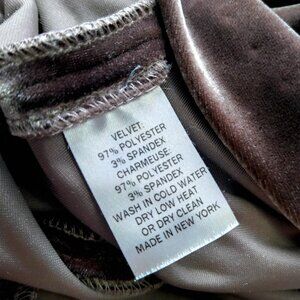 VELVET:
97% POLYESTER
3% SPANDEX
CHARMEUSE:
97% POLYESTER
3% SPANDEX
WASH IN COLD WATER
DRY LOW HEAT
OR DRY CLEAN
MADE IN NEW YORK